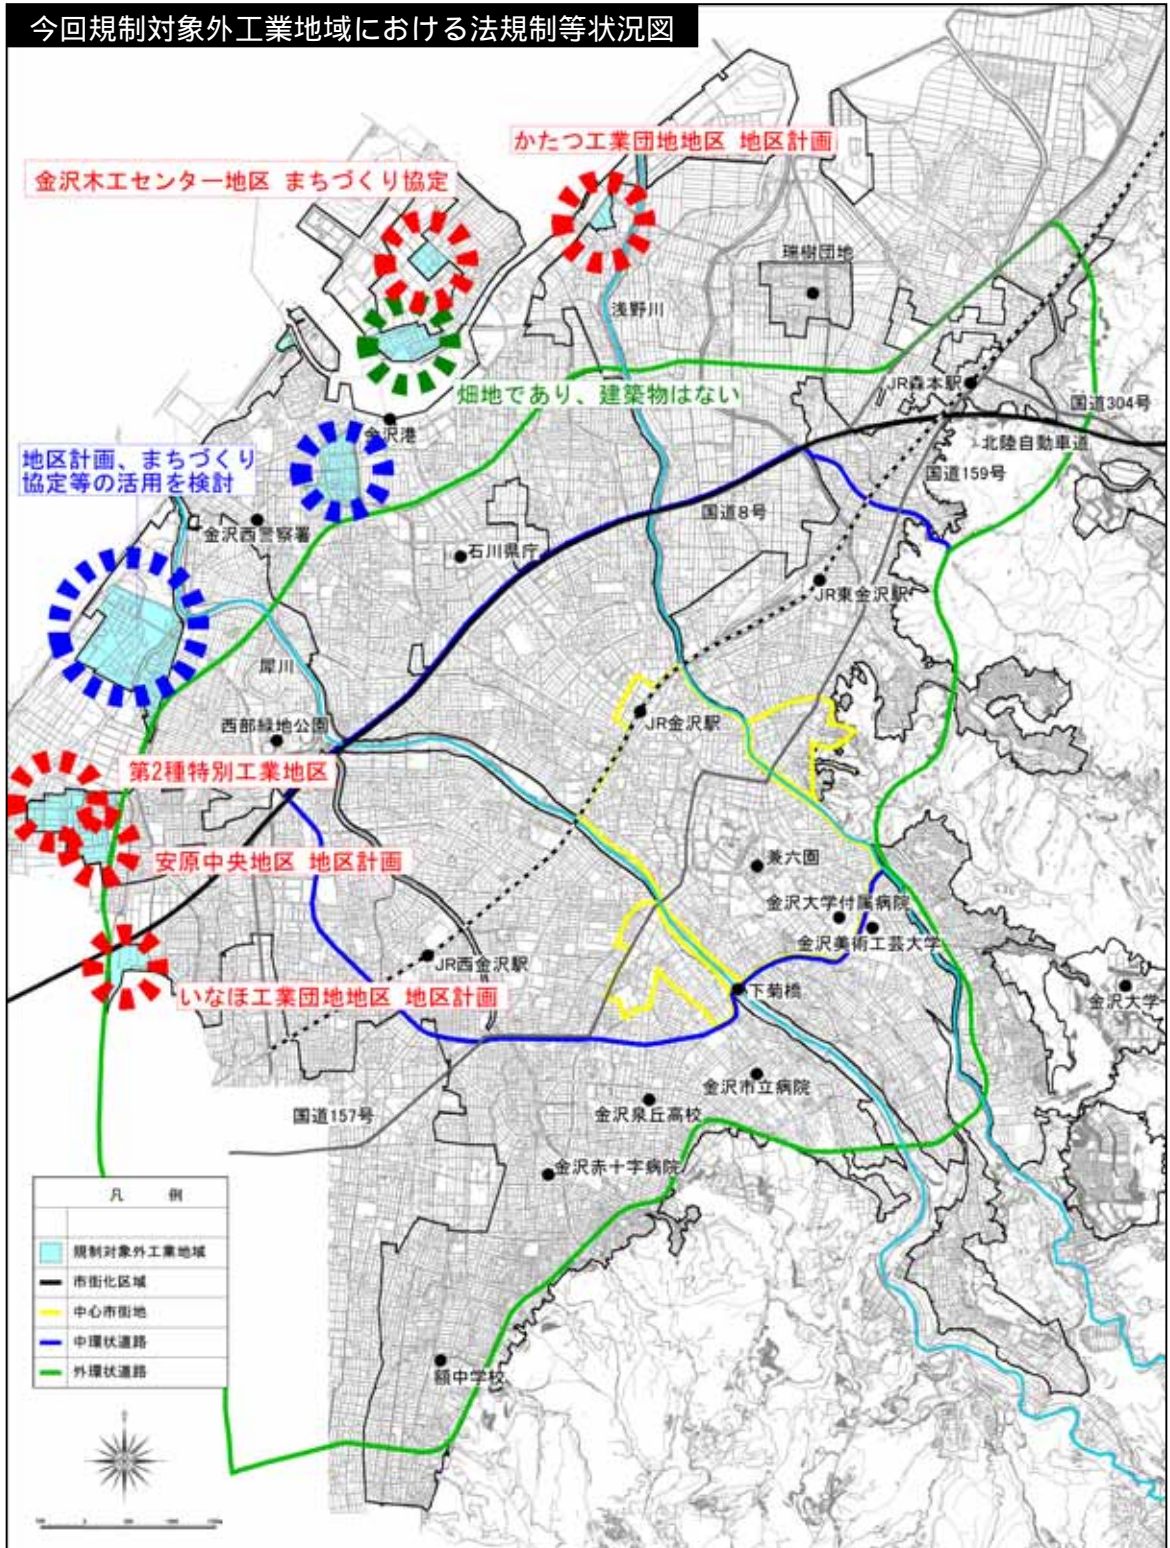 今回規制対象外工業地域における法規制等状況図
かたつ工業団地地区 地区計画
金沢木工センター地区 まちづくり協定
瑞樹団地
浅野川
畑地であり、建築物はない
JR森本駅
国道304号
金沢港
北陸自動車道
地区計画、まちづくり
協定等の活用を検討
国道159号
国道8号
金沢西警察署
石川県庁
JR東金沢駅
犀川
JR金沢駅
西部緑地公園
第2種特別工業地区
安原中央地区 地区計画
兼六園
金沢大学付属病院
金沢美術工芸大学
JR西金沢駅
いなほ工業団地地区 地区計画
下菊橋
金沢大学
金沢市立病院
金沢泉丘高校
国道157号
金沢赤十字病院
凡 例
規制対象外工業地域
市街化区域
中心市街地
中環状道路
外環状道路
額中学校